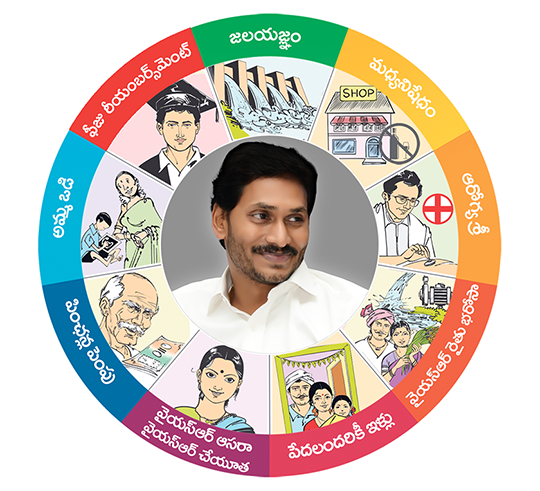 జలయజ్ఞం
మద్యనిషేధం
SHOP
ఆరోగ్యశ్రీ
వైయస్ఆర్ రైతు భరోసా
పేదలందరికీ ఇళ్లు
వైయస్ఆర్ ఆసరా
వైయస్ఆర్ చేయూత
పింఛన్ల పెంపు
అమ్మ ఒడి
ఫీజు రీయింబర్స్‌మెంట్